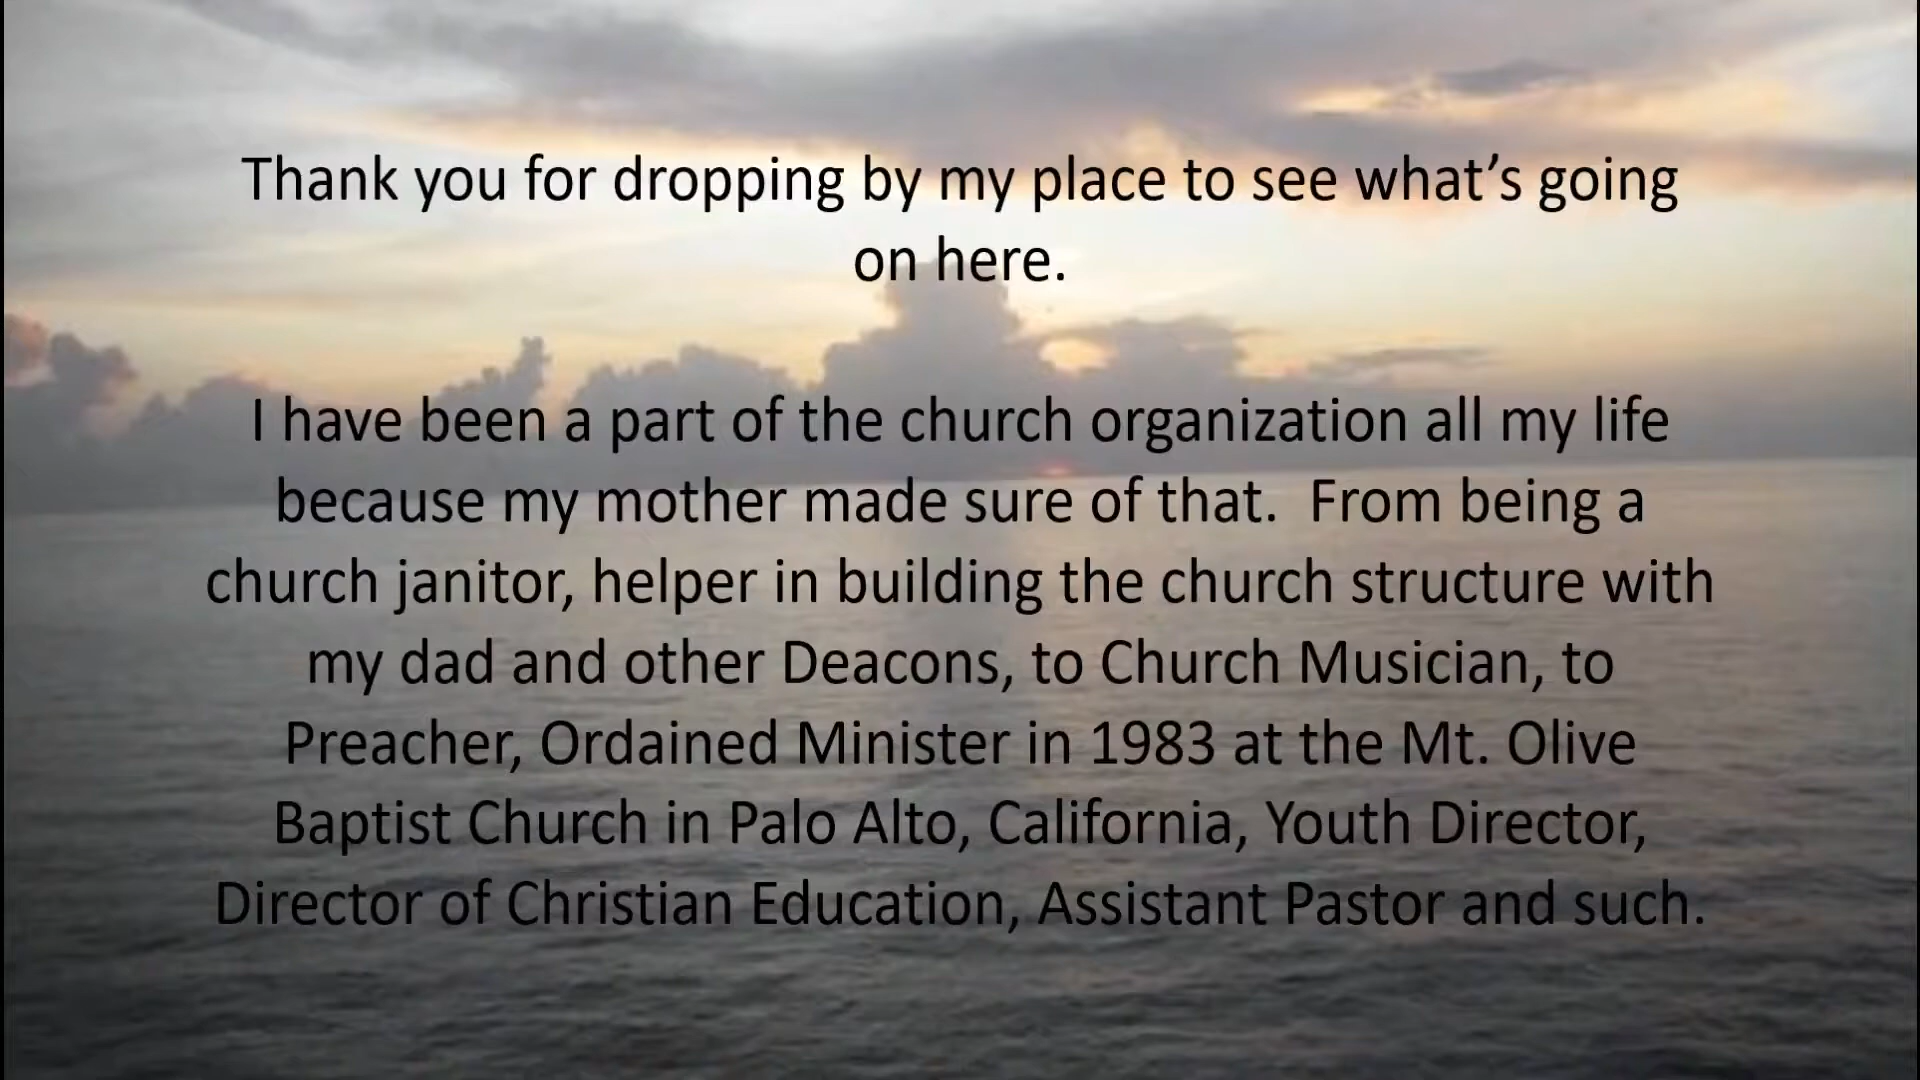 Thank you for dropping by my place to see what’s going
on here.
I have been a part of the church organization all my life
because my mother made sure of that.  From being a
church janitor, helper in building the church structure with
my dad and other Deacons, to Church Musician, to
Preacher, Ordained Minister in 1983 at the Mt. Olive
Baptist Church in Palo Alto, California, Youth Director,
Director of Christian Education, Assistant Pastor and such.